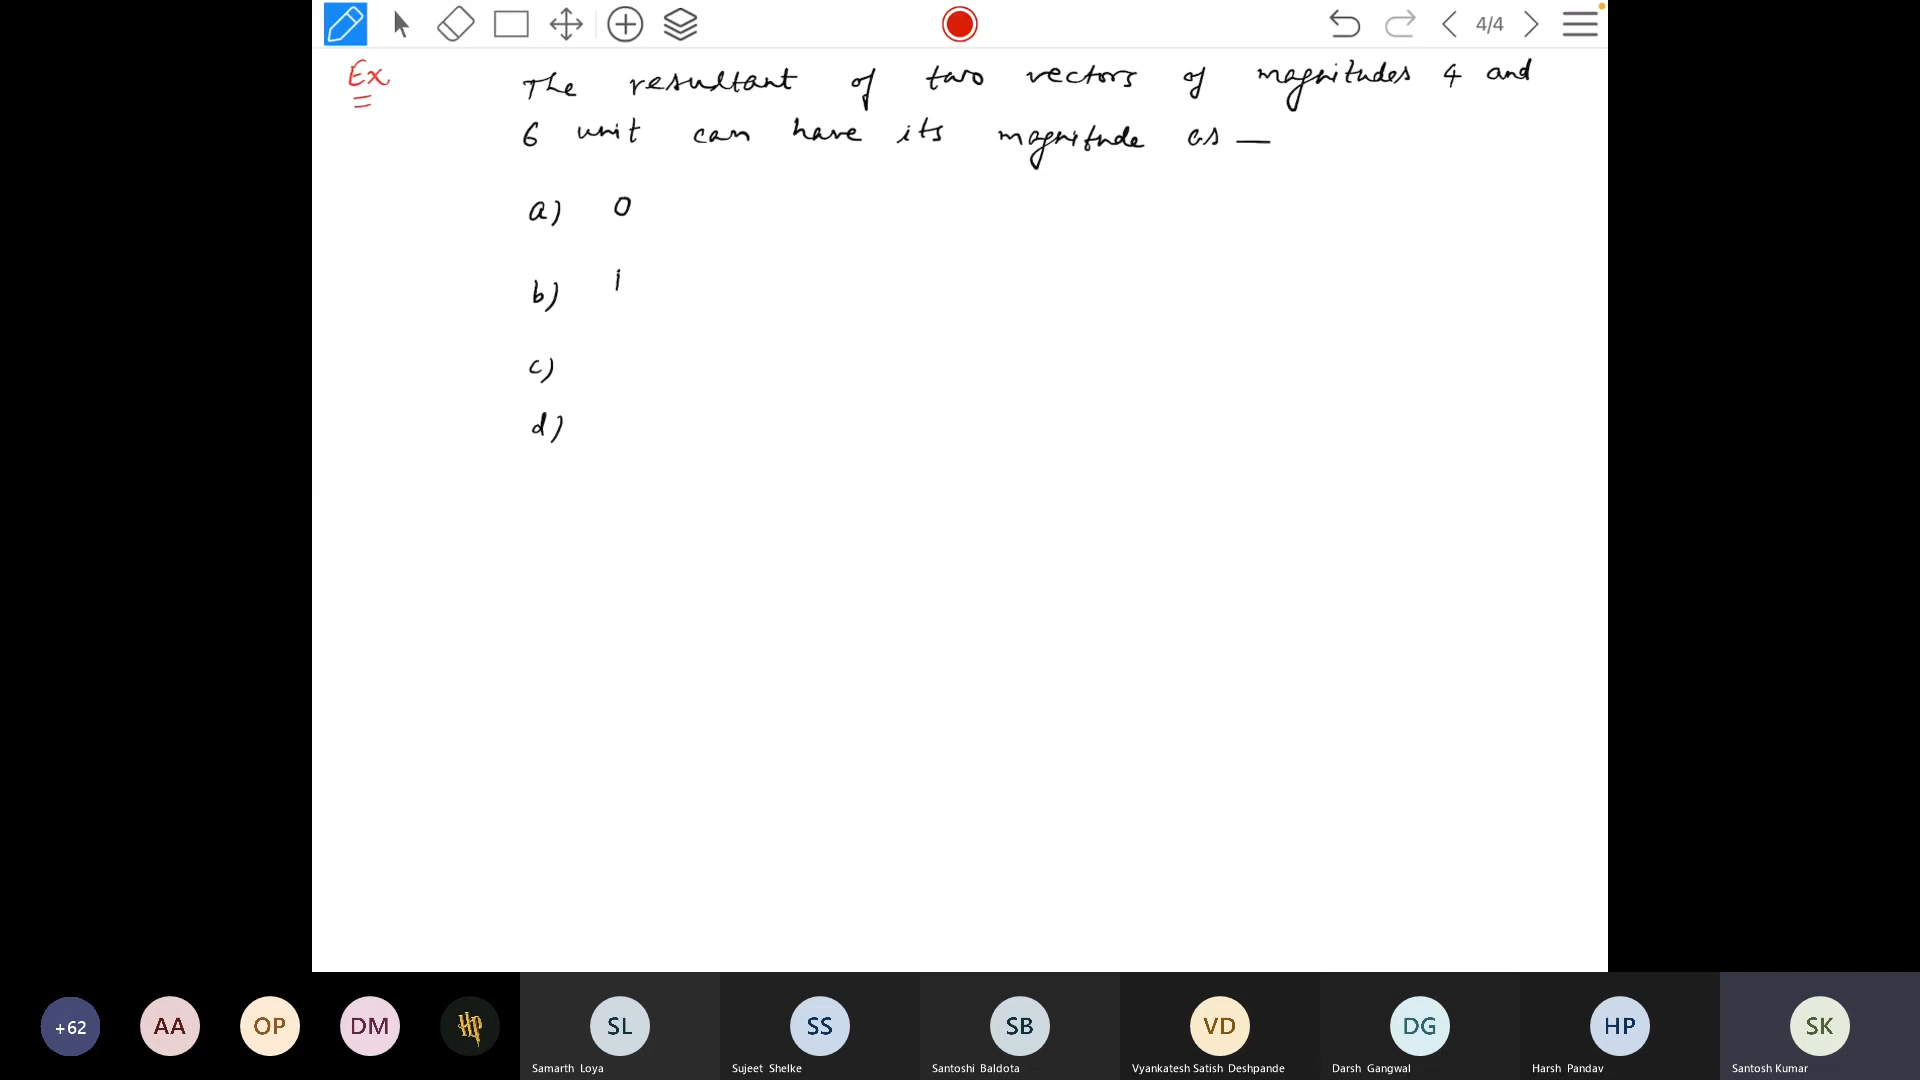 4/4
Ex
The resultant of two vectors of magnitudes 4 and
6 unit can have its magnitude as —
a) 0
b) 1
c)
d)
+62 AA OP DM HP SL SS SB VD DG HP SK
Samarth Loya Sujeet Shelke Santoshi Baldota Vyankatesh Satish Deshpande Darsh Gangwal Harsh Pandav Santosh Kumar